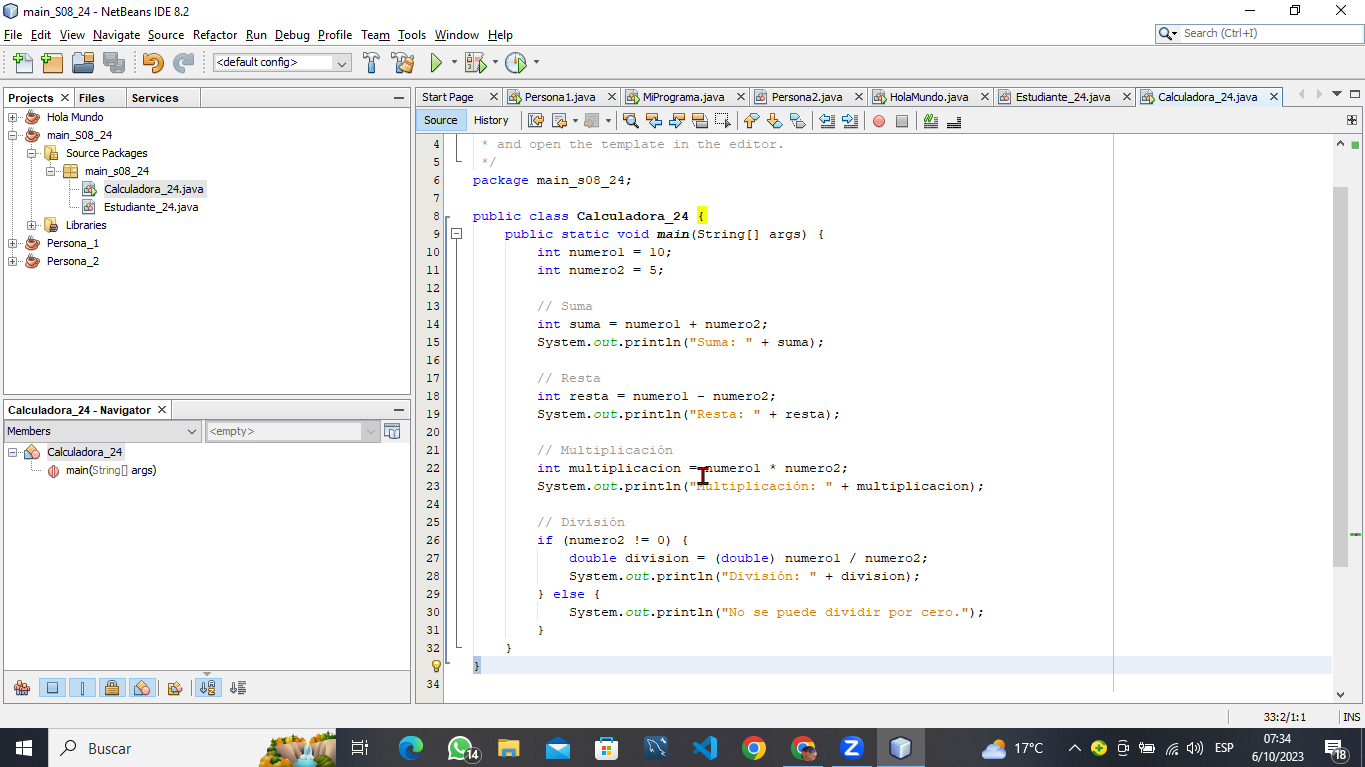 main_S08_24 - NetBeans IDE 8.2
File Edit View Navigate Source Refactor Run Debug Profile Team Tools Window Help
Search (Ctrl+I)
<default config>
Projects Files Services
Hola Mundo
main_S08_24
Source Packages
main_s08_24
Calculadora_24.java
Estudiante_24.java
Libraries
Persona_1
Persona_2
Calculadora_24 - Navigator
Members <empty>
Calculadora_24
main(String[] args)
Start Page Persona1.java MiPrograma.java Persona2.java HolaMundo.java Estudiante_24.java Calculadora_24.java
Source History
4 * and open the template in the editor.
5 */
6 package main_s08_24;
7
8 public class Calculadora_24 {
9 public static void main(String[] args) {
10 int numero1 = 10;
11 int numero2 = 5;
12
13 // Suma
14 int suma = numero1 + numero2;
15 System.out.println("Suma: " + suma);
16
17 // Resta
18 int resta = numero1 - numero2;
19 System.out.println("Resta: " + resta);
20
21 // Multiplicación
22 int multiplicacion = numero1 * numero2;
23 System.out.println("Multiplicación: " + multiplicacion);
24
25 // División
26 if (numero2 != 0) {
27 double division = (double) numero1 / numero2;
28 System.out.println("División: " + division);
29 } else {
30 System.out.println("No se puede dividir por cero.");
31 }
32 }
}
34
33:2/1:1 INS
Buscar
14
17°C
ESP
07:34
6/10/2023
18